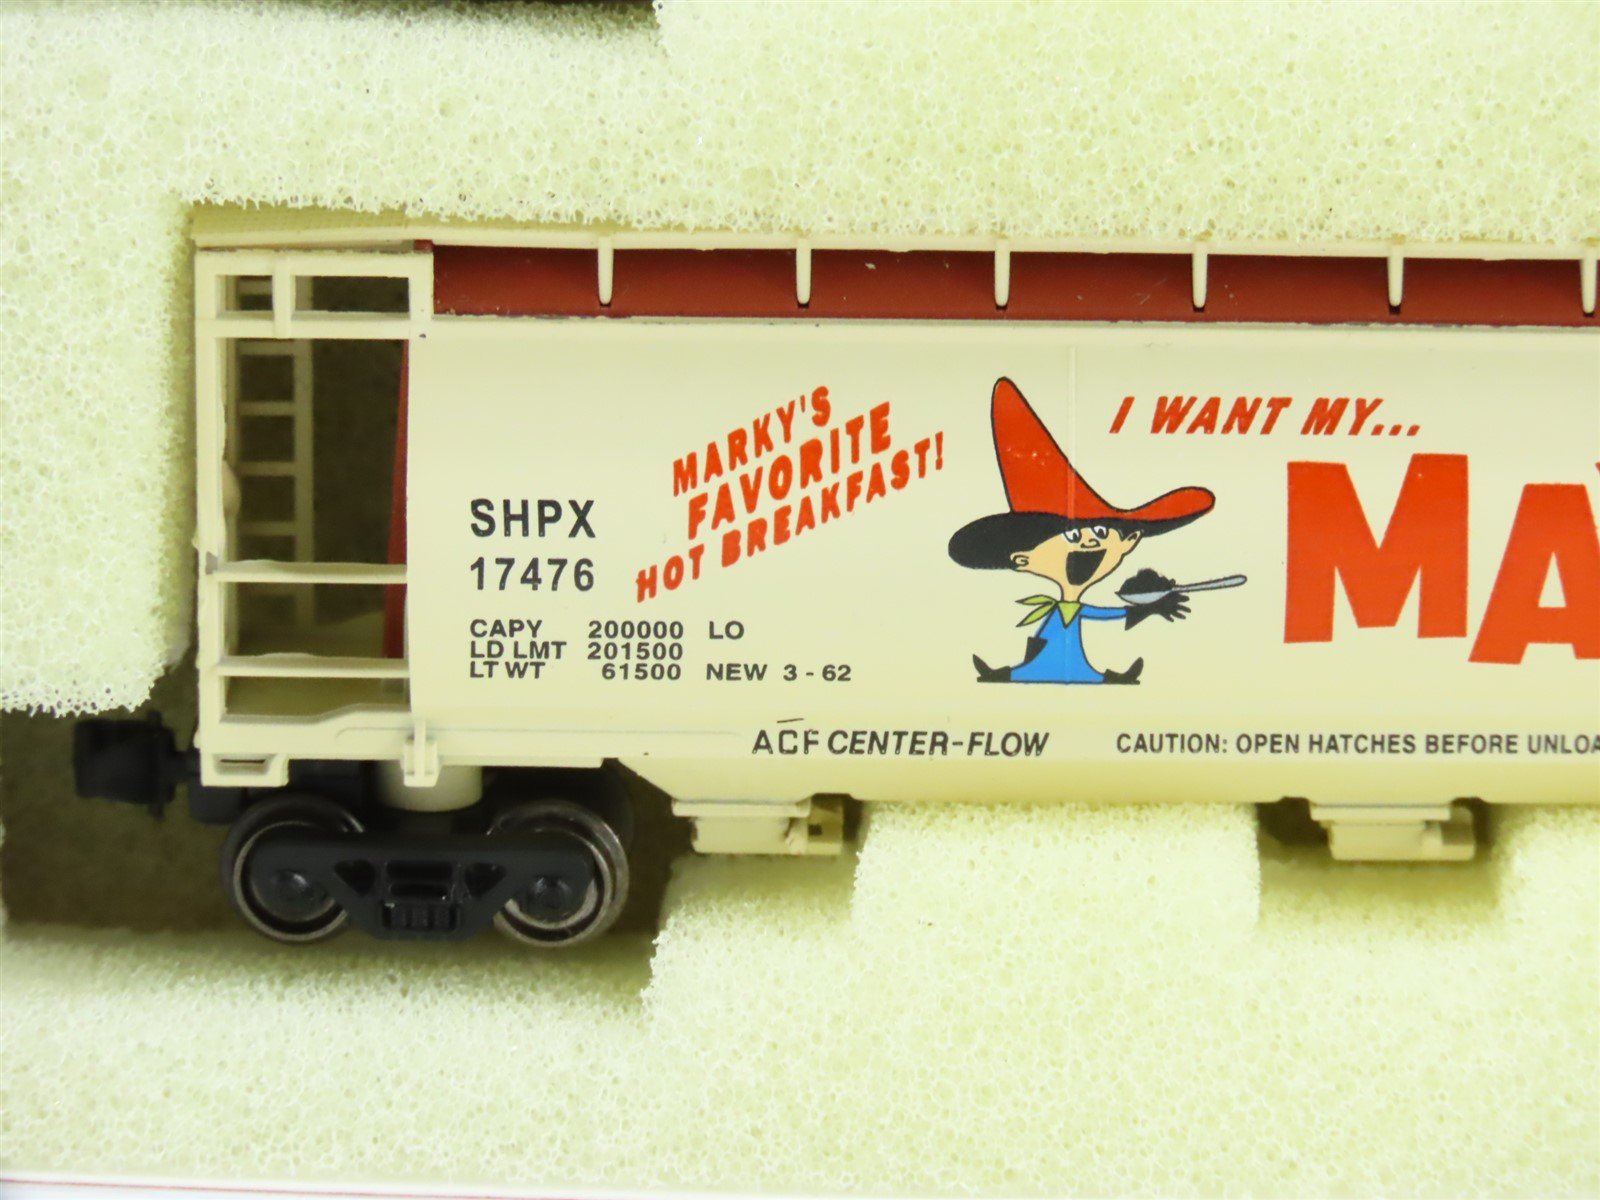 MARKY'S
FAVORITE
HOT BREAKFAST!
I WANT MY...
MA
SHPX
17476
CAPY 200000 LO
LD LMT 201500
LT WT 61500 NEW 3-62
ACF CENTER-FLOW
CAUTION: OPEN HATCHES BEFORE UNLOA